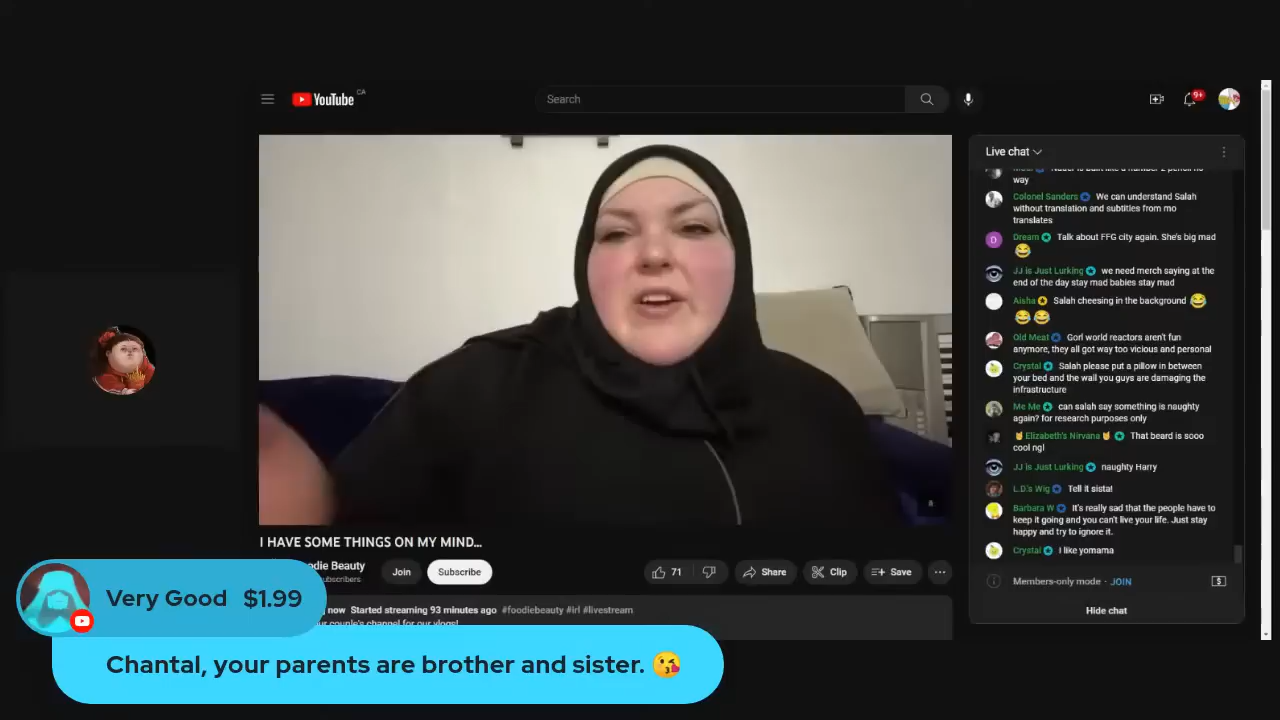 YouTube CA
Search
9+
Live chat
way
Colonel Sanders We can understand Salah
without translation and subtitles from mo
translates
D
Dream Talk about FFG city again. She's big mad
😂
JJ is Just Lurking we need merch saying at the
end of the day stay mad babies stay mad
Aisha Salah cheesing in the background 😂
😂😂
Old Meat Gorl world reactors aren't fun
anymore, they all got way too vicious and personal
Crystal Salah please put a pillow in between
your bed and the wall you guys are damaging the
infrastructure
Me Me can salah say something is naughty
again? for research purposes only
🤘Elizabeth's Nirvana🤘 That beard is sooo
cool ng!
JJ is Just Lurking naughty Harry
L.D.'s Wig Tell it sista!
Barbara W It's really sad that the people have to
keep it going and you can't live your life. Just stay
happy and try to ignore it.
Crystal I like yomama
Members-only mode · JOIN
Hide chat
I HAVE SOME THINGS ON MY MIND...
odie Beauty
Join
Subscribe
71
Share
Clip
Save
now Started streaming 93 minutes ago #foodiebeauty #irl #livestream
Very Good $1.99
Chantal, your parents are brother and sister. 😘